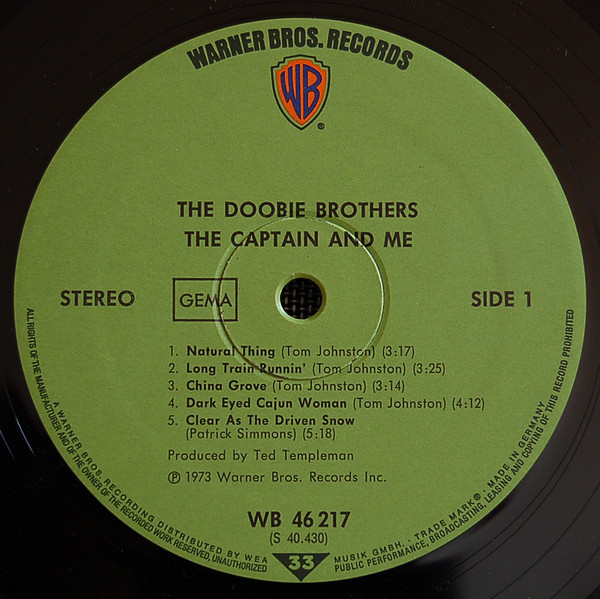 WARNER BROS. RECORDS
WB
®
THE DOOBIE BROTHERS
THE CAPTAIN AND ME
STEREO GEMA SIDE 1
1. Natural Thing (Tom Johnston) (3:17)
2. Long Train Runnin' (Tom Johnston) (3:25)
3. China Grove (Tom Johnston) (3:14)
4. Dark Eyed Cajun Woman (Tom Johnston) (4:12)
5. Clear As The Driven Snow
(Patrick Simmons) (5:18)
Produced by Ted Templeman
℗ 1973 Warner Bros. Records Inc.
WB 46 217
(S 40.430)
33
A WARNER BROS. RECORDING DISTRIBUTED BY WEA MUSIK GMBH. · TRADE MARK® · MADE IN GERMANY
ALL RIGHTS OF THE MANUFACTURER AND OF THE OWNER OF THE RECORDED WORK RESERVED, UNAUTHORIZED PUBLIC PERFORMANCE, BROADCASTING, LEASING AND COPYING OF THIS RECORD PROHIBITED